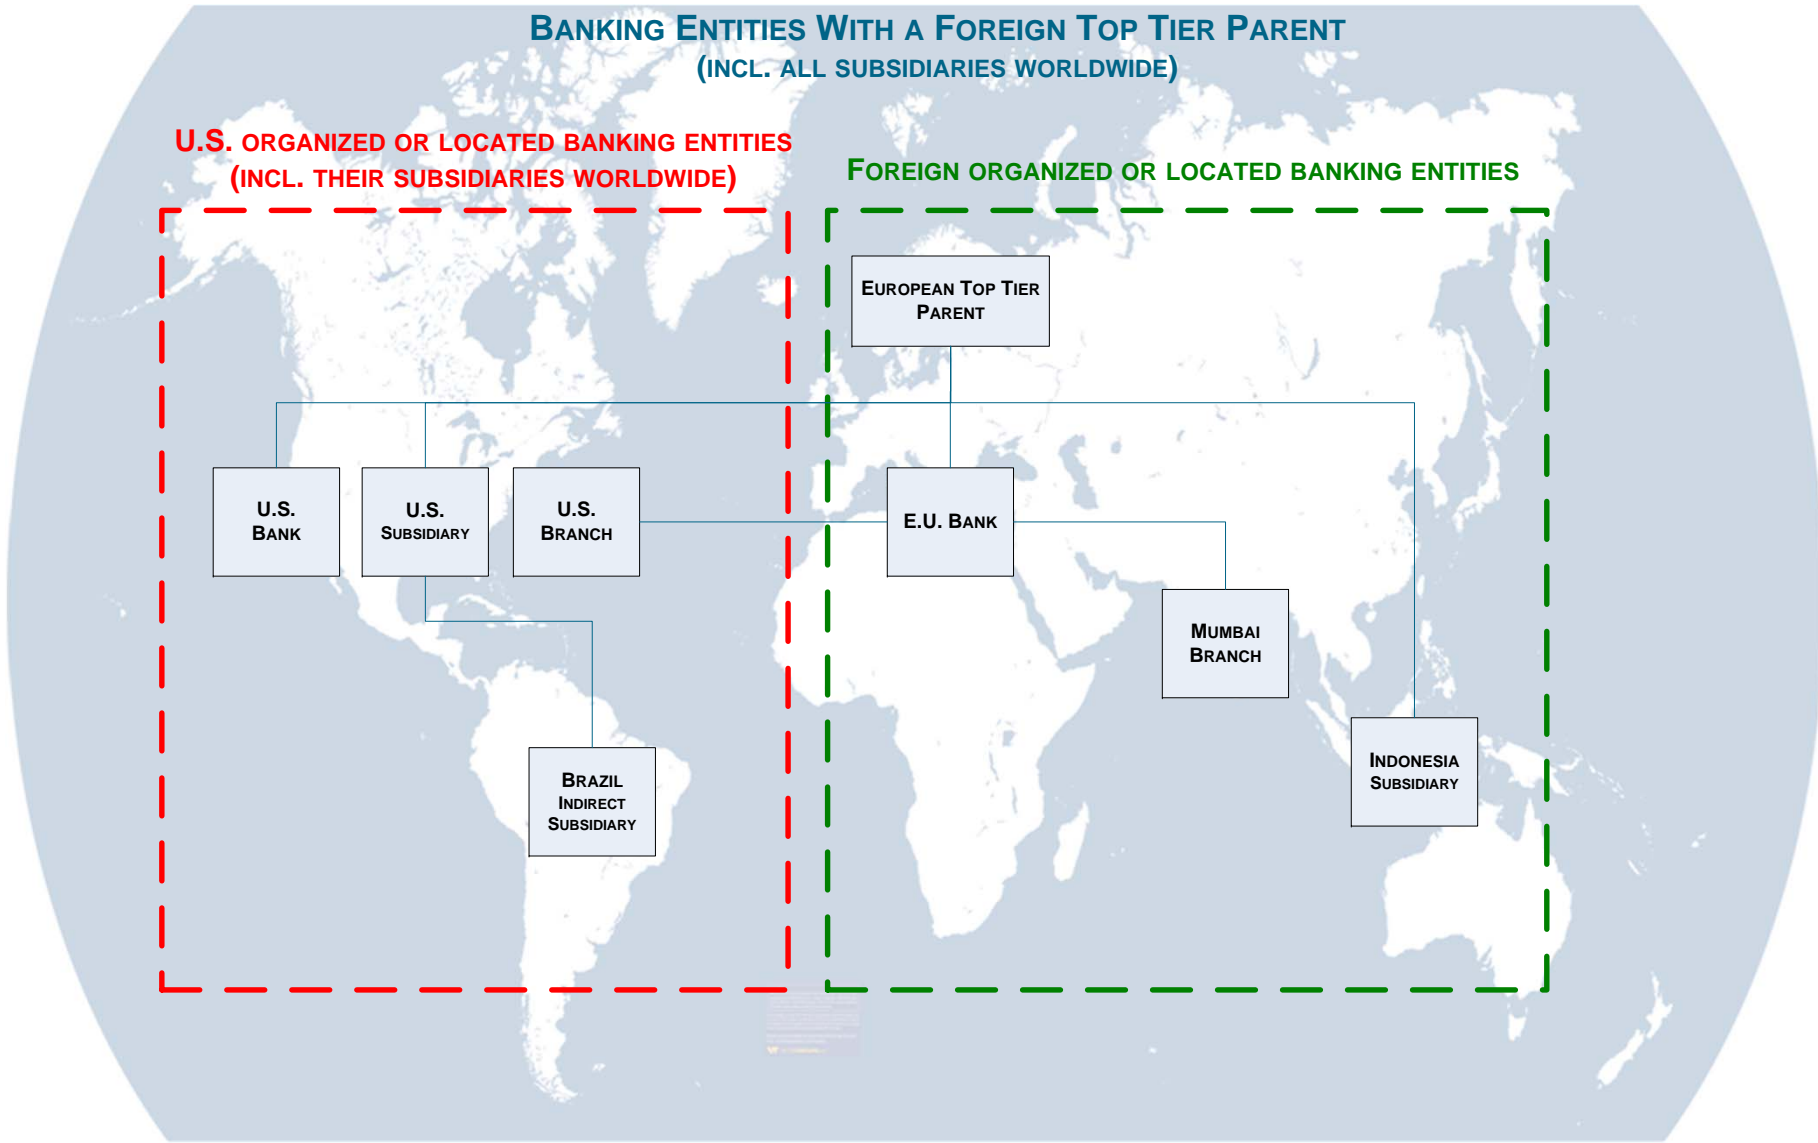 BANKING ENTITIES WITH A FOREIGN TOP TIER PARENT
(INCL. ALL SUBSIDIARIES WORLDWIDE)
U.S. ORGANIZED OR LOCATED BANKING ENTITIES
(INCL. THEIR SUBSIDIARIES WORLDWIDE)
FOREIGN ORGANIZED OR LOCATED BANKING ENTITIES
EUROPEAN TOP TIER
PARENT
U.S.
BANK
U.S.
SUBSIDIARY
U.S.
BRANCH
E.U. BANK
MUMBAI
BRANCH
BRAZIL
INDIRECT
SUBSIDIARY
INDONESIA
SUBSIDIARY